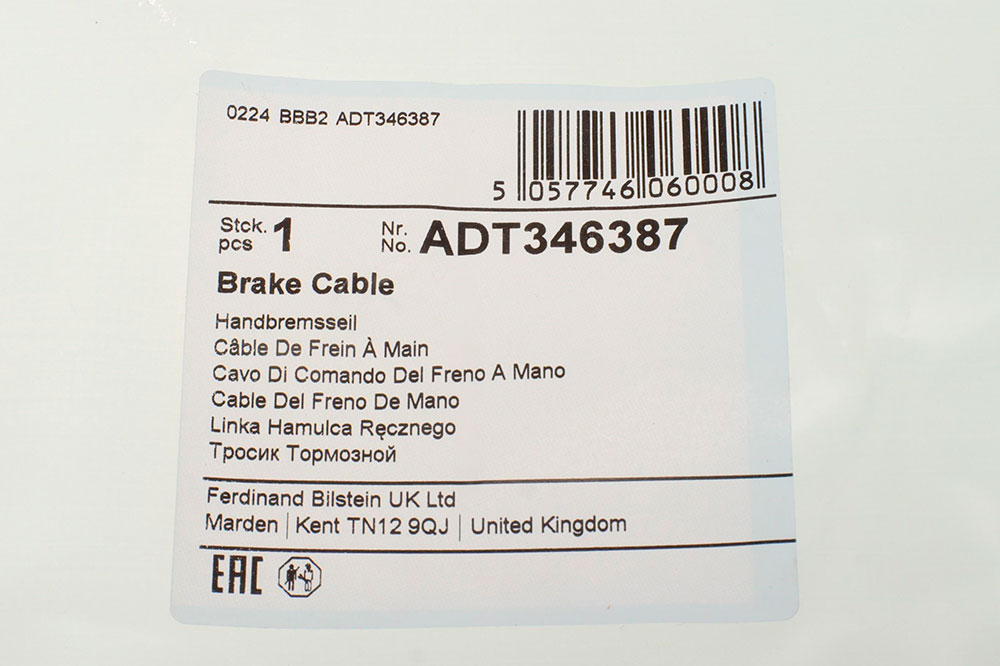 0224 BBB2 ADT346387
5 057746 060008
Stck. 1 Nr. ADT346387
pcs No.
Brake Cable
Handbremsseil
Câble De Frein À Main
Cavo Di Comando Del Freno A Mano
Cable Del Freno De Mano
Linka Hamulca Ręcznego
Тросик Тормозной
Ferdinand Bilstein UK Ltd
Marden | Kent TN12 9QJ | United Kingdom
EAC